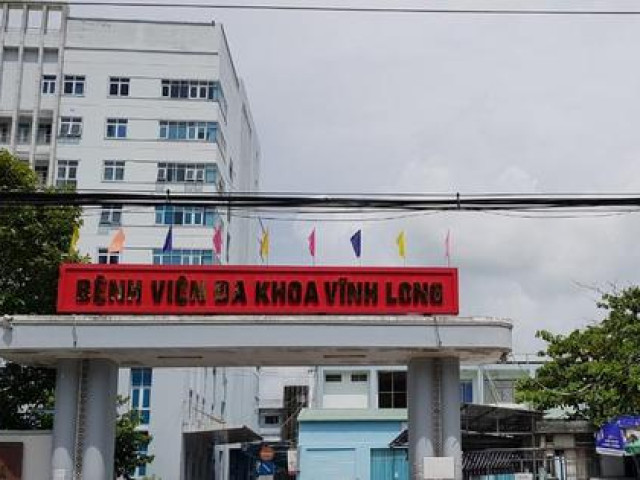 BỆNH VIỆN ĐA KHOA VĨNH LONG